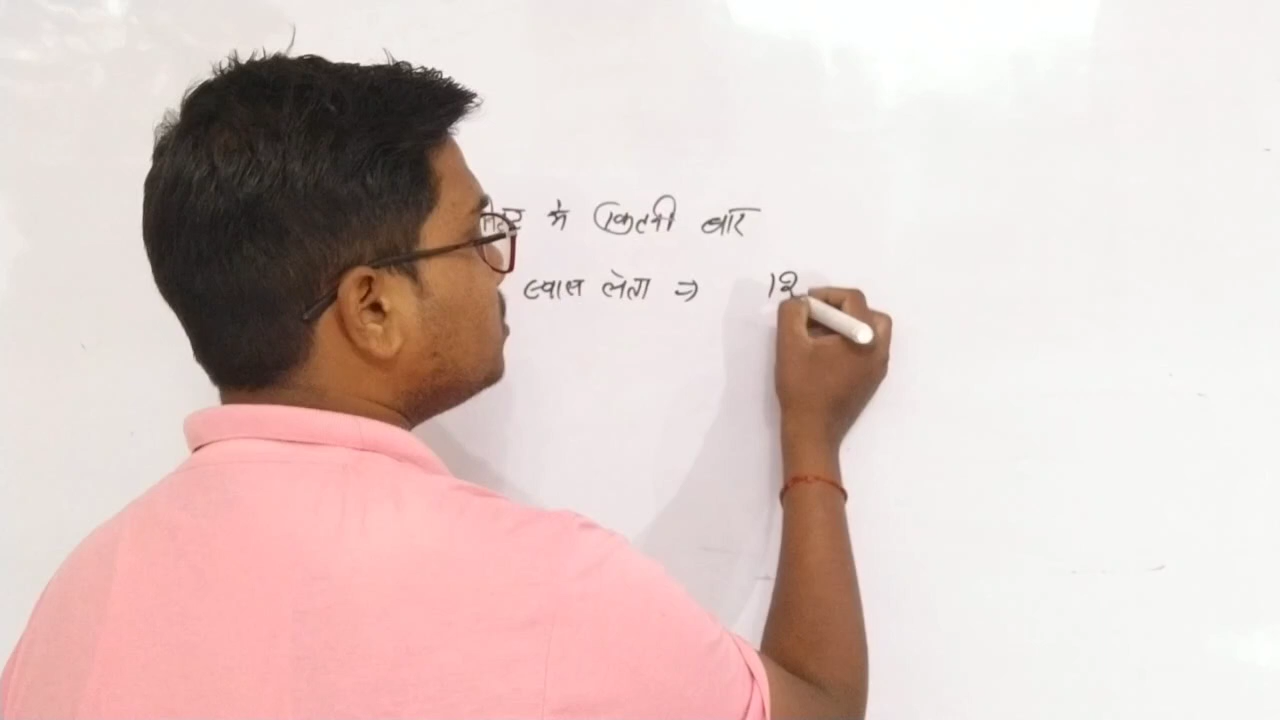 में कितनी बार
स्वास लेता ⇒ 12